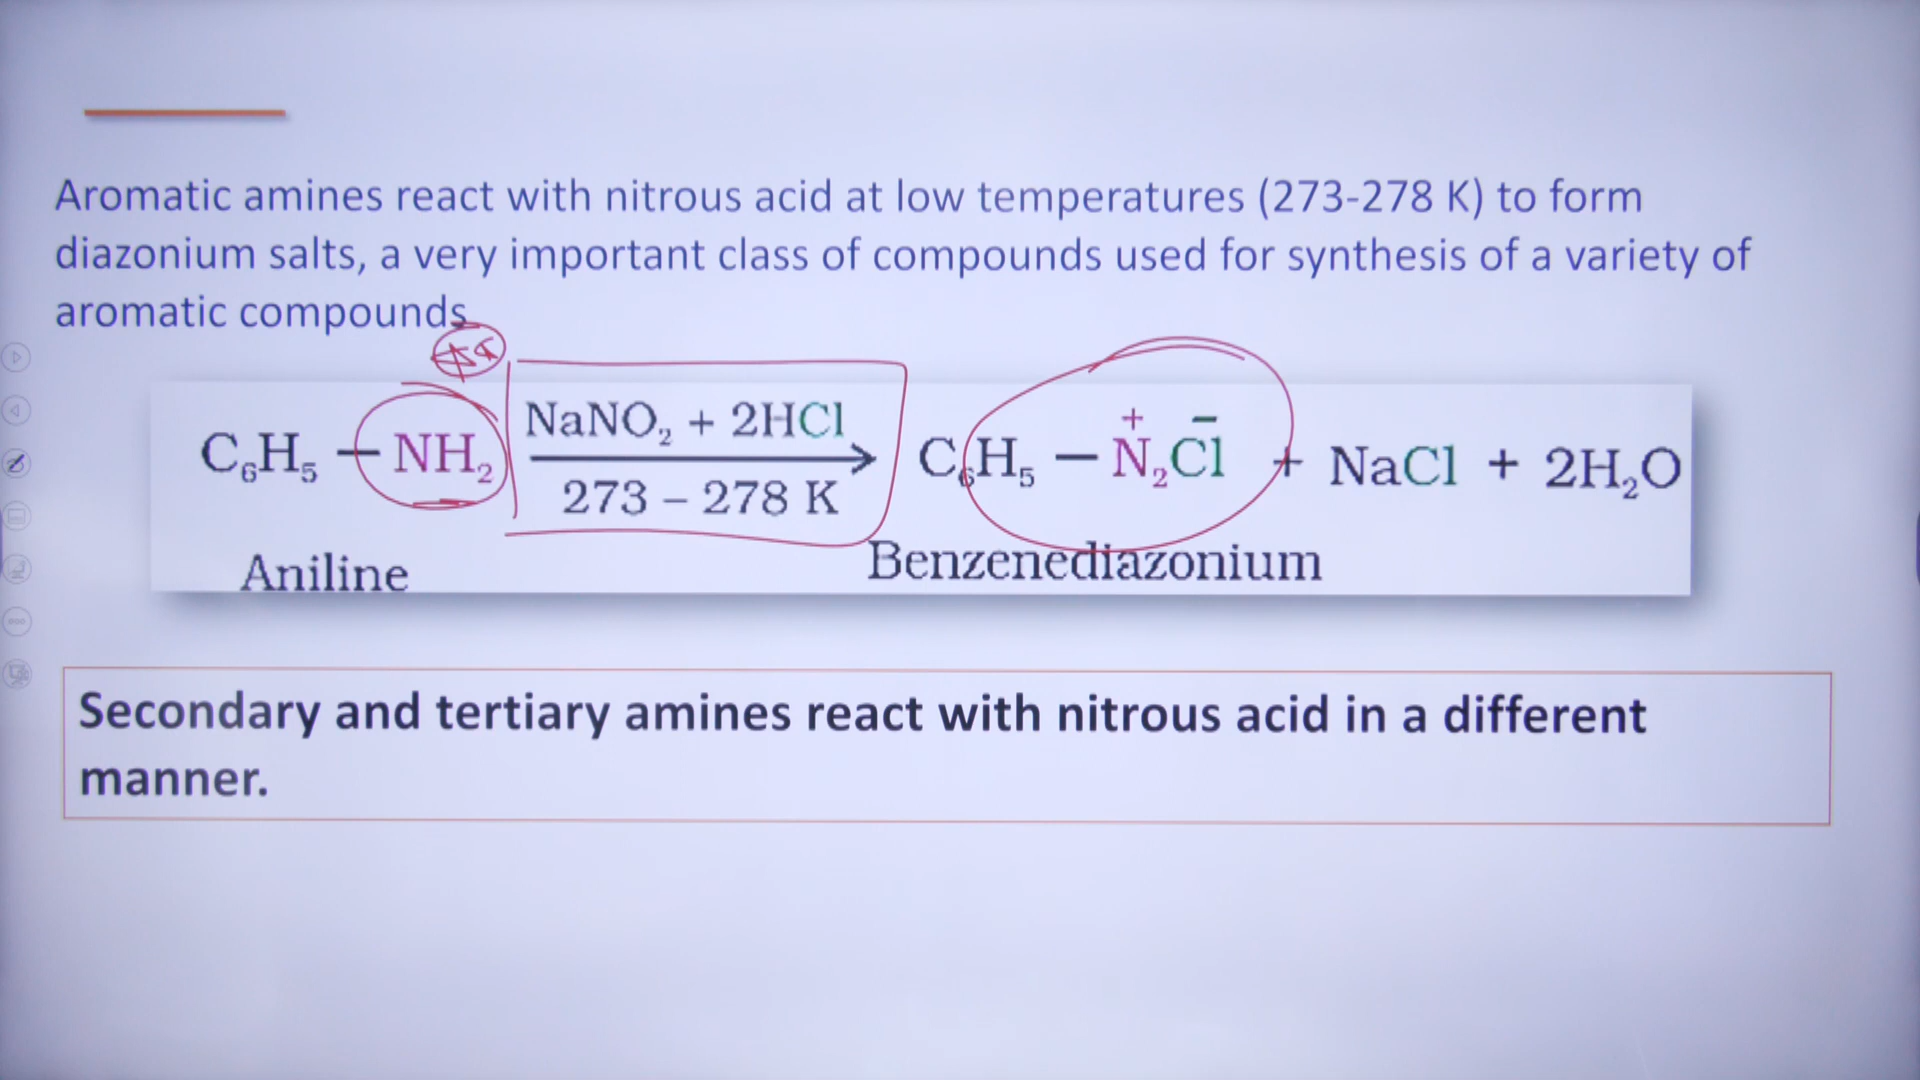 Aromatic amines react with nitrous acid at low temperatures (273-278 K) to form
diazonium salts, a very important class of compounds used for synthesis of a variety of
aromatic compounds
C₆H₅ — NH₂ NaNO₂ + 2HCl → C₆H₅ — N₂⁺Cl⁻ + NaCl + 2H₂O
273 – 278 K
Aniline Benzenediazonium
Secondary and tertiary amines react with nitrous acid in a different
manner.